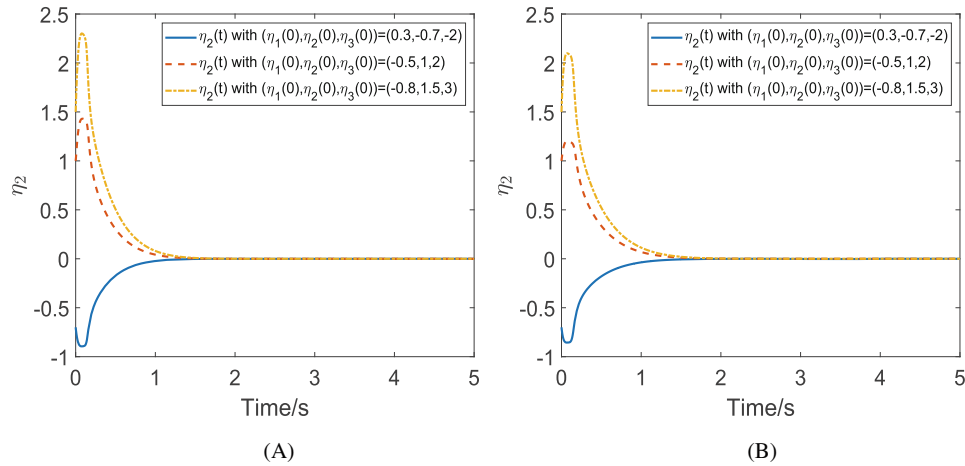 2.5
2
1.5
1
0.5
0
-0.5
-1
η2
0 1 2 3 4 5
Time/s
η2(t) with (η1(0),η2(0),η3(0))=(0.3,-0.7,-2)
η2(t) with (η1(0),η2(0),η3(0))=(-0.5,1,2)
η2(t) with (η1(0),η2(0),η3(0))=(-0.8,1.5,3)
(A)
2.5
2
1.5
1
0.5
0
-0.5
-1
η2
0 1 2 3 4 5
Time/s
η2(t) with (η1(0),η2(0),η3(0))=(0.3,-0.7,-2)
η2(t) with (η1(0),η2(0),η3(0))=(-0.5,1,2)
η2(t) with (η1(0),η2(0),η3(0))=(-0.8,1.5,3)
(B)